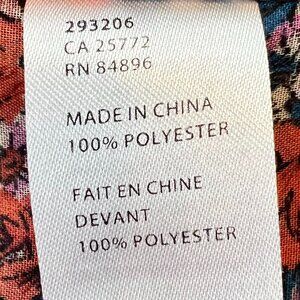 293206
CA 25772
RN 84896
MADE IN CHINA
100% POLYESTER
FAIT EN CHINE
DEVANT
100% POLYESTER